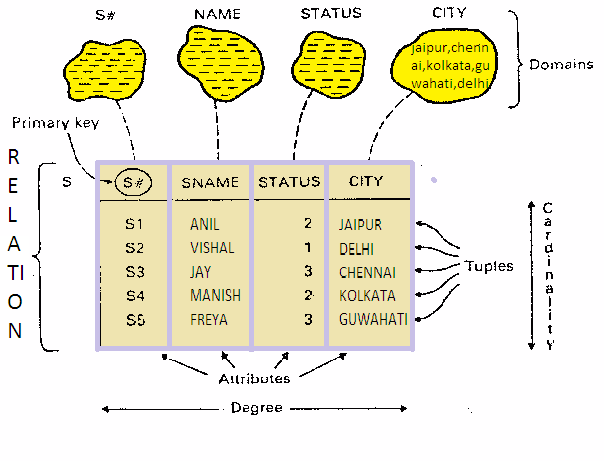 S# NAME STATUS CITY
jaipur,chenn
ai,kolkata,gu
wahati,delhi
Domains
Primary key
RELATION
S
S# SNAME STATUS CITY
S1 ANIL 2 JAIPUR
S2 VISHAL 1 DELHI
S3 JAY 3 CHENNAI
S4 MANISH 2 KOLKATA
S5 FREYA 3 GUWAHATI
Tuples
Cardinality
Attributes
Degree